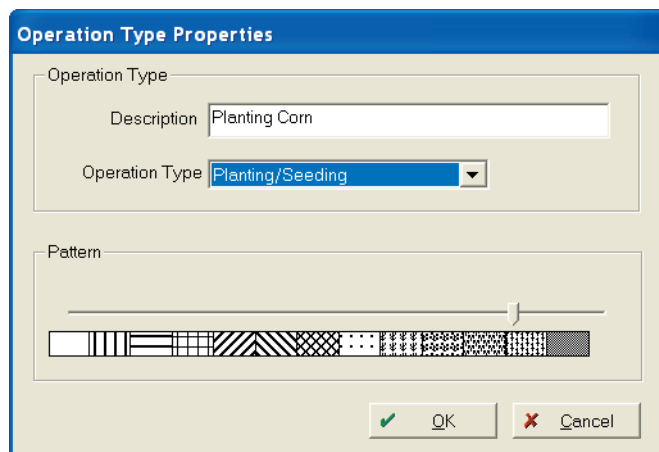 Operation Type Properties
Operation Type
Description Planting Corn
Operation Type Planting/Seeding
Pattern
OK Cancel